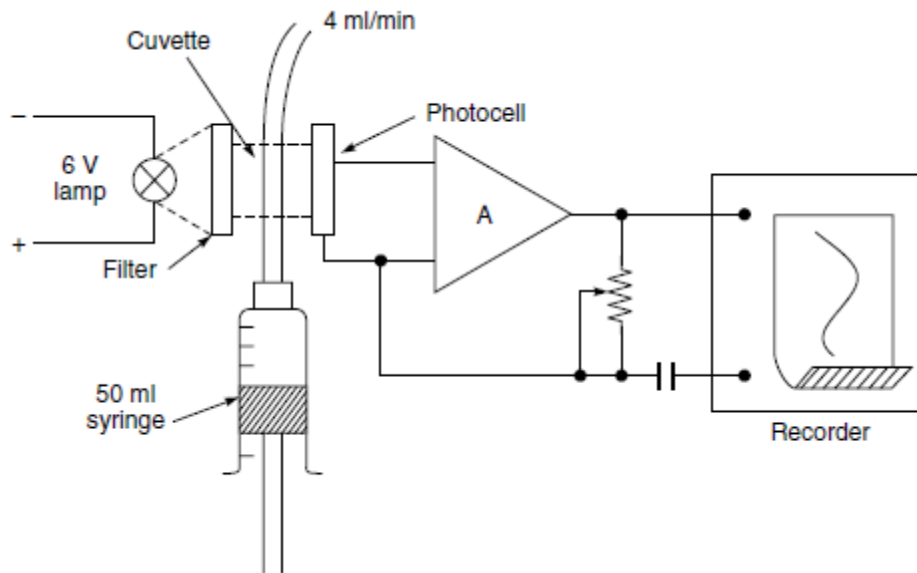 4 ml/min
Cuvette
Photocell
–
6 V
lamp
+
Filter
A
50 ml
syringe
Recorder